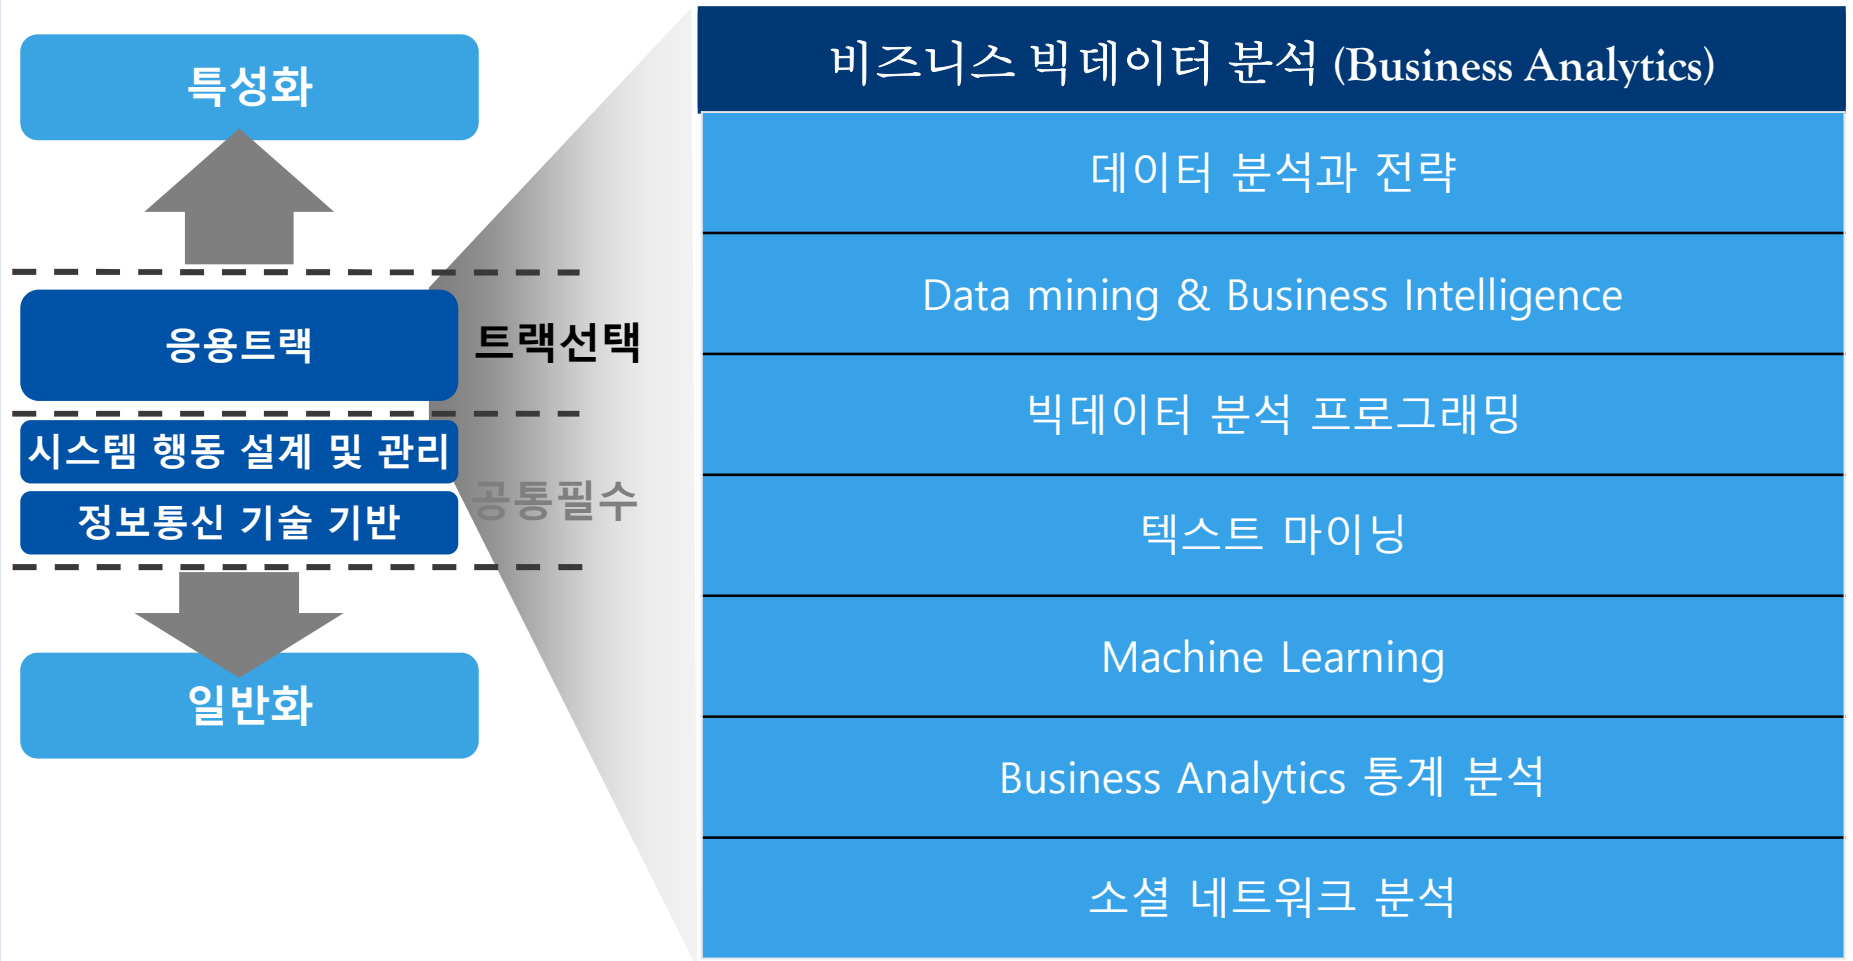 특성화
응용트랙
트랙선택
시스템 행동 설계 및 관리
정보통신 기술 기반
공통필수
일반화
비즈니스 빅데이터 분석 (Business Analytics)
데이터 분석과 전략
Data mining & Business Intelligence
빅데이터 분석 프로그래밍
텍스트 마이닝
Machine Learning
Business Analytics 통계 분석
소셜 네트워크 분석